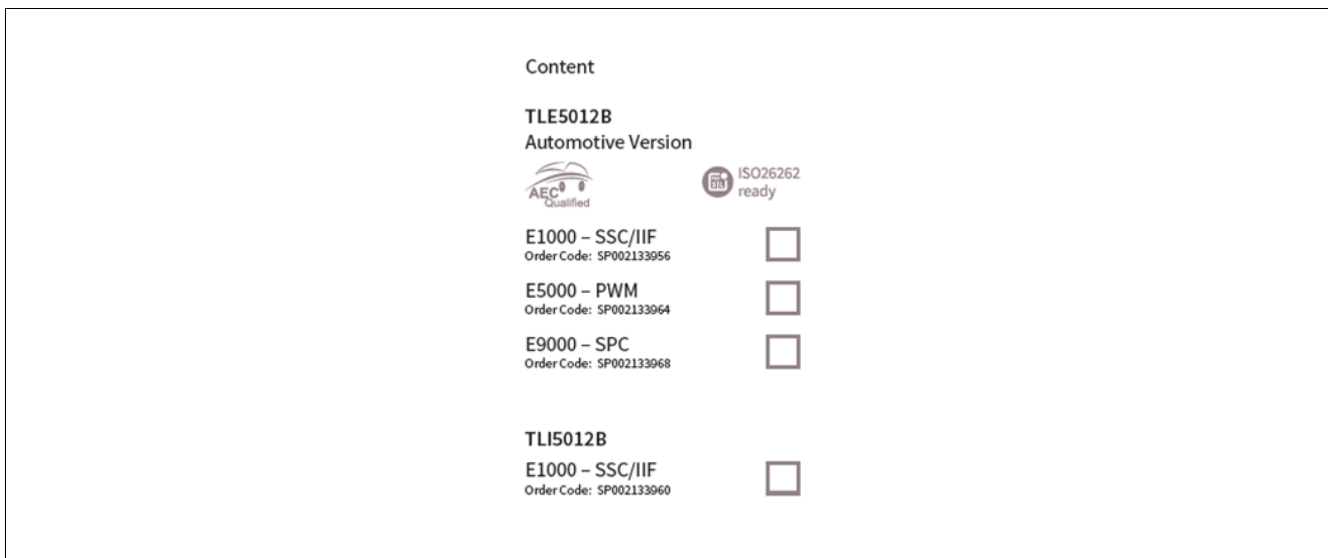 Content
TLE5012B
Automotive Version
AEC
Qualified
ISO26262
ready
E1000 – SSC/IIF
Order Code: SP002133956
E5000 – PWM
Order Code: SP002133964
E9000 – SPC
Order Code: SP002133968
TLI5012B
E1000 – SSC/IIF
Order Code: SP002133960